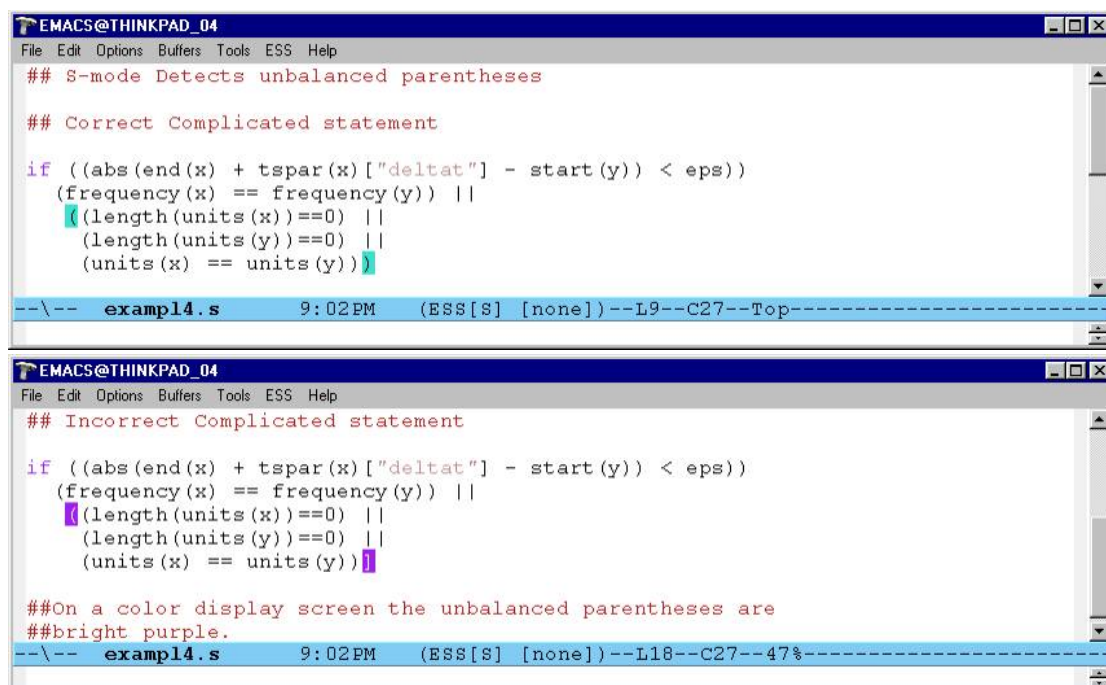 EMACS@THINKPAD_04
File Edit Options Buffers Tools ESS Help
## S-mode Detects unbalanced parentheses
## Correct Complicated statement
if ((abs(end(x) + tspar(x)["deltat"] - start(y)) < eps))
(frequency(x) == frequency(y)) ||
((length(units(x))==0) ||
(length(units(y))==0) ||
(units(x) == units(y)))
--\-- exampl4.s 9:02PM (ESS[S] [none])--L9--C27--Top--------------------------
EMACS@THINKPAD_04
File Edit Options Buffers Tools ESS Help
## Incorrect Complicated statement
if ((abs(end(x) + tspar(x)["deltat"] - start(y)) < eps))
(frequency(x) == frequency(y)) ||
((length(units(x))==0) ||
(length(units(y))==0) ||
(units(x) == units(y))]
##On a color display screen the unbalanced parentheses are
##bright purple.
--\-- exampl4.s 9:02PM (ESS[S] [none])--L18--C27--47%-------------------------